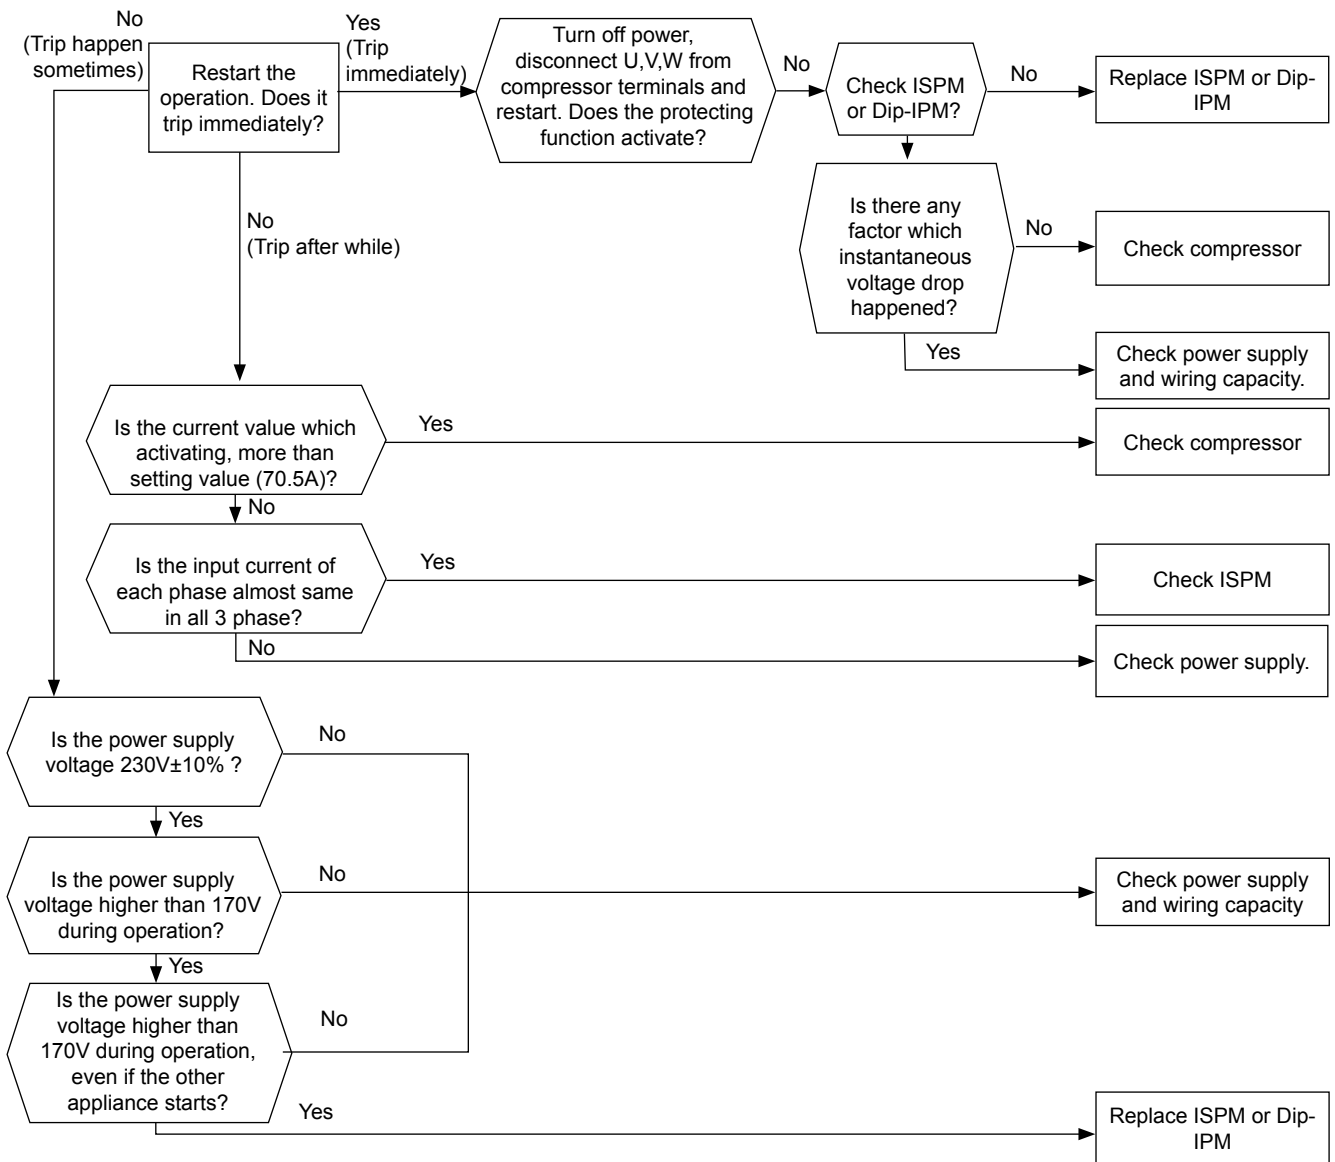 No
(Trip happen
sometimes)
Restart the
operation. Does it
trip immediately?
Yes
(Trip
immediately)
Turn off power,
disconnect U,V,W from
compressor terminals and
restart. Does the protecting
function activate?
No
Check ISPM
or Dip-IPM?
No
Replace ISPM or Dip-
IPM
Is there any
factor which
instantaneous
voltage drop
happened?
No
Check compressor
Yes
Check power supply
and wiring capacity.
No
(Trip after while)
Is the current value which
activating, more than
setting value (70.5A)?
Yes
Check compressor
No
Is the input current of
each phase almost same
in all 3 phase?
Yes
Check ISPM
No
Check power supply.
Is the power supply
voltage 230V±10% ?
No
Yes
Is the power supply
voltage higher than 170V
during operation?
No
Check power supply
and wiring capacity
Yes
Is the power supply
voltage higher than
170V during operation,
even if the other
appliance starts?
No
Yes
Replace ISPM or Dip-
IPM